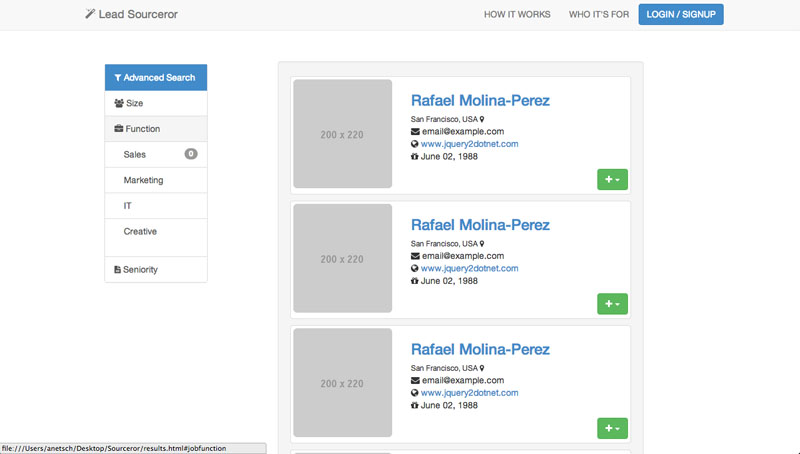 Lead Sourceror
HOW IT WORKS
WHO IT'S FOR
LOGIN / SIGNUP
Advanced Search
Size
Function
Sales 0
Marketing
IT
Creative
Seniority
200 x 220
Rafael Molina-Perez
San Francisco, USA
email@example.com
www.jquery2dotnet.com
June 02, 1988
200 x 220
Rafael Molina-Perez
San Francisco, USA
email@example.com
www.jquery2dotnet.com
June 02, 1988
200 x 220
Rafael Molina-Perez
San Francisco, USA
email@example.com
www.jquery2dotnet.com
June 02, 1988
file:///Users/anetsch/Desktop/Sourceror/results.html#jobfunction